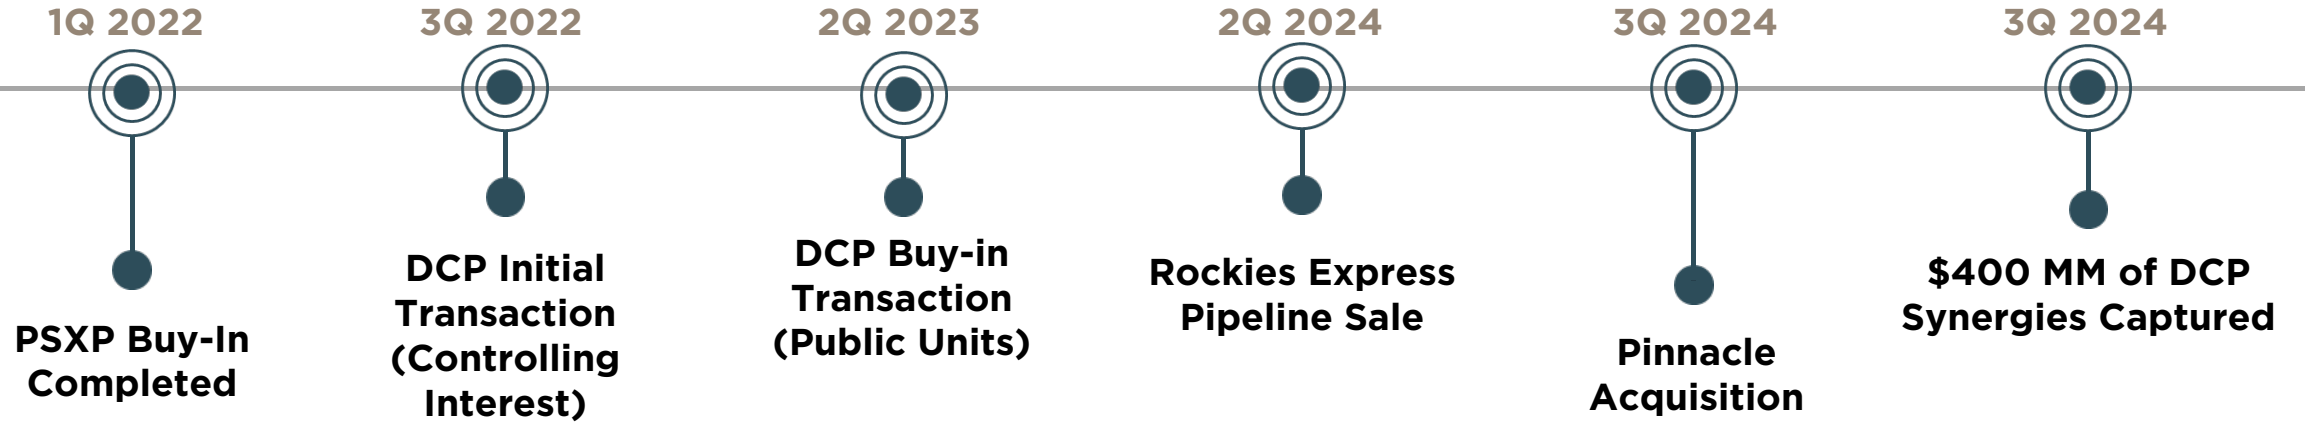 1Q 2022
PSXP Buy-In
Completed
3Q 2022
DCP Initial
Transaction
(Controlling
Interest)
2Q 2023
DCP Buy-in
Transaction
(Public Units)
2Q 2024
Rockies Express
Pipeline Sale
3Q 2024
Pinnacle
Acquisition
3Q 2024
$400 MM of DCP
Synergies Captured